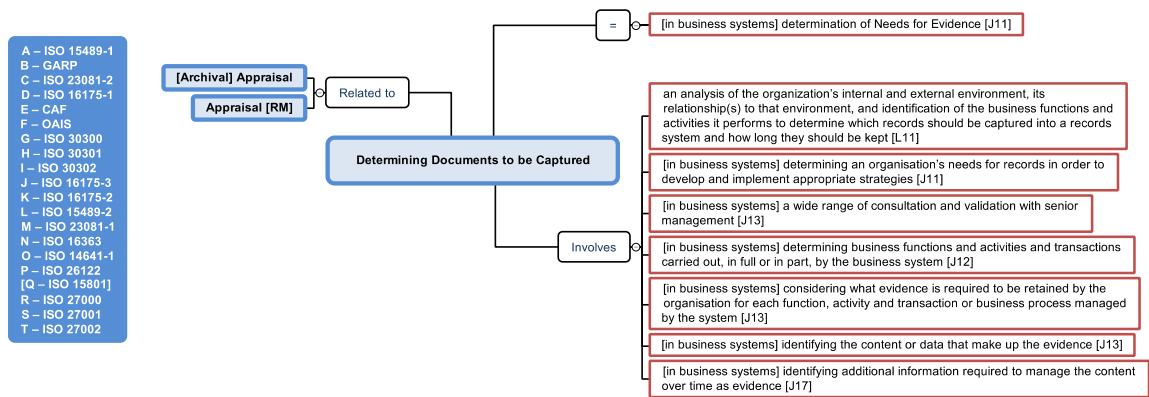 A – ISO 15489-1
B – GARP
C – ISO 23081-2
D – ISO 16175-1
E – CAF
F – OAIS
G – ISO 30300
H – ISO 30301
I – ISO 30302
J – ISO 16175-3
K – ISO 16175-2
L – ISO 15489-2
M – ISO 23081-1
N – ISO 16363
O – ISO 14641-1
P – ISO 26122
[Q – ISO 15801]
R – ISO 27000
S – ISO 27001
T – ISO 27002
[Archival] Appraisal
Appraisal [RM]
Related to
Determining Documents to be Captured
=
[in business systems] determination of Needs for Evidence [J11]
Involves
an analysis of the organization's internal and external environment, its
relationship(s) to that environment, and identification of the business functions and
activities it performs to determine which records should be captured into a records
system and how long they should be kept [L11]
[in business systems] determining an organisation's needs for records in order to
develop and implement appropriate strategies [J11]
[in business systems] a wide range of consultation and validation with senior
management [J13]
[in business systems] determining business functions and activities and transactions
carried out, in full or in part, by the business system [J12]
[in business systems] considering what evidence is required to be retained by the
organisation for each function, activity and transaction or business process managed
by the system [J13]
[in business systems] identifying the content or data that make up the evidence [J13]
[in business systems] identifying additional information required to manage the content
over time as evidence [J17]